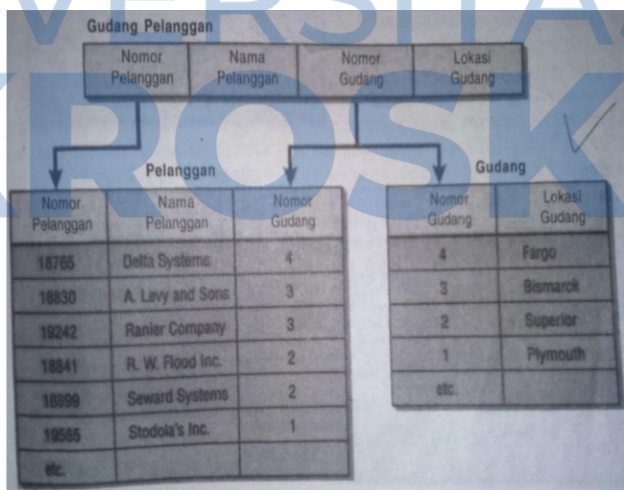 VERSITAS
KROSK
Gudang Pelanggan
Nomor Pelanggan Nama Pelanggan Nomor Gudang Lokasi Gudang
Pelanggan
Nomor Pelanggan Nama Pelanggan Nomor Gudang
18765 Delta Systems 4
18830 A. Levy and Sons 3
19242 Ranier Company 3
18841 R. W. Flood Inc. 2
18899 Seward Systems 2
19565 Stodola's Inc. 1
etc.
Gudang
Nomor Gudang Lokasi Gudang
4 Fargo
3 Bismarck
2 Superior
1 Plymouth
etc.